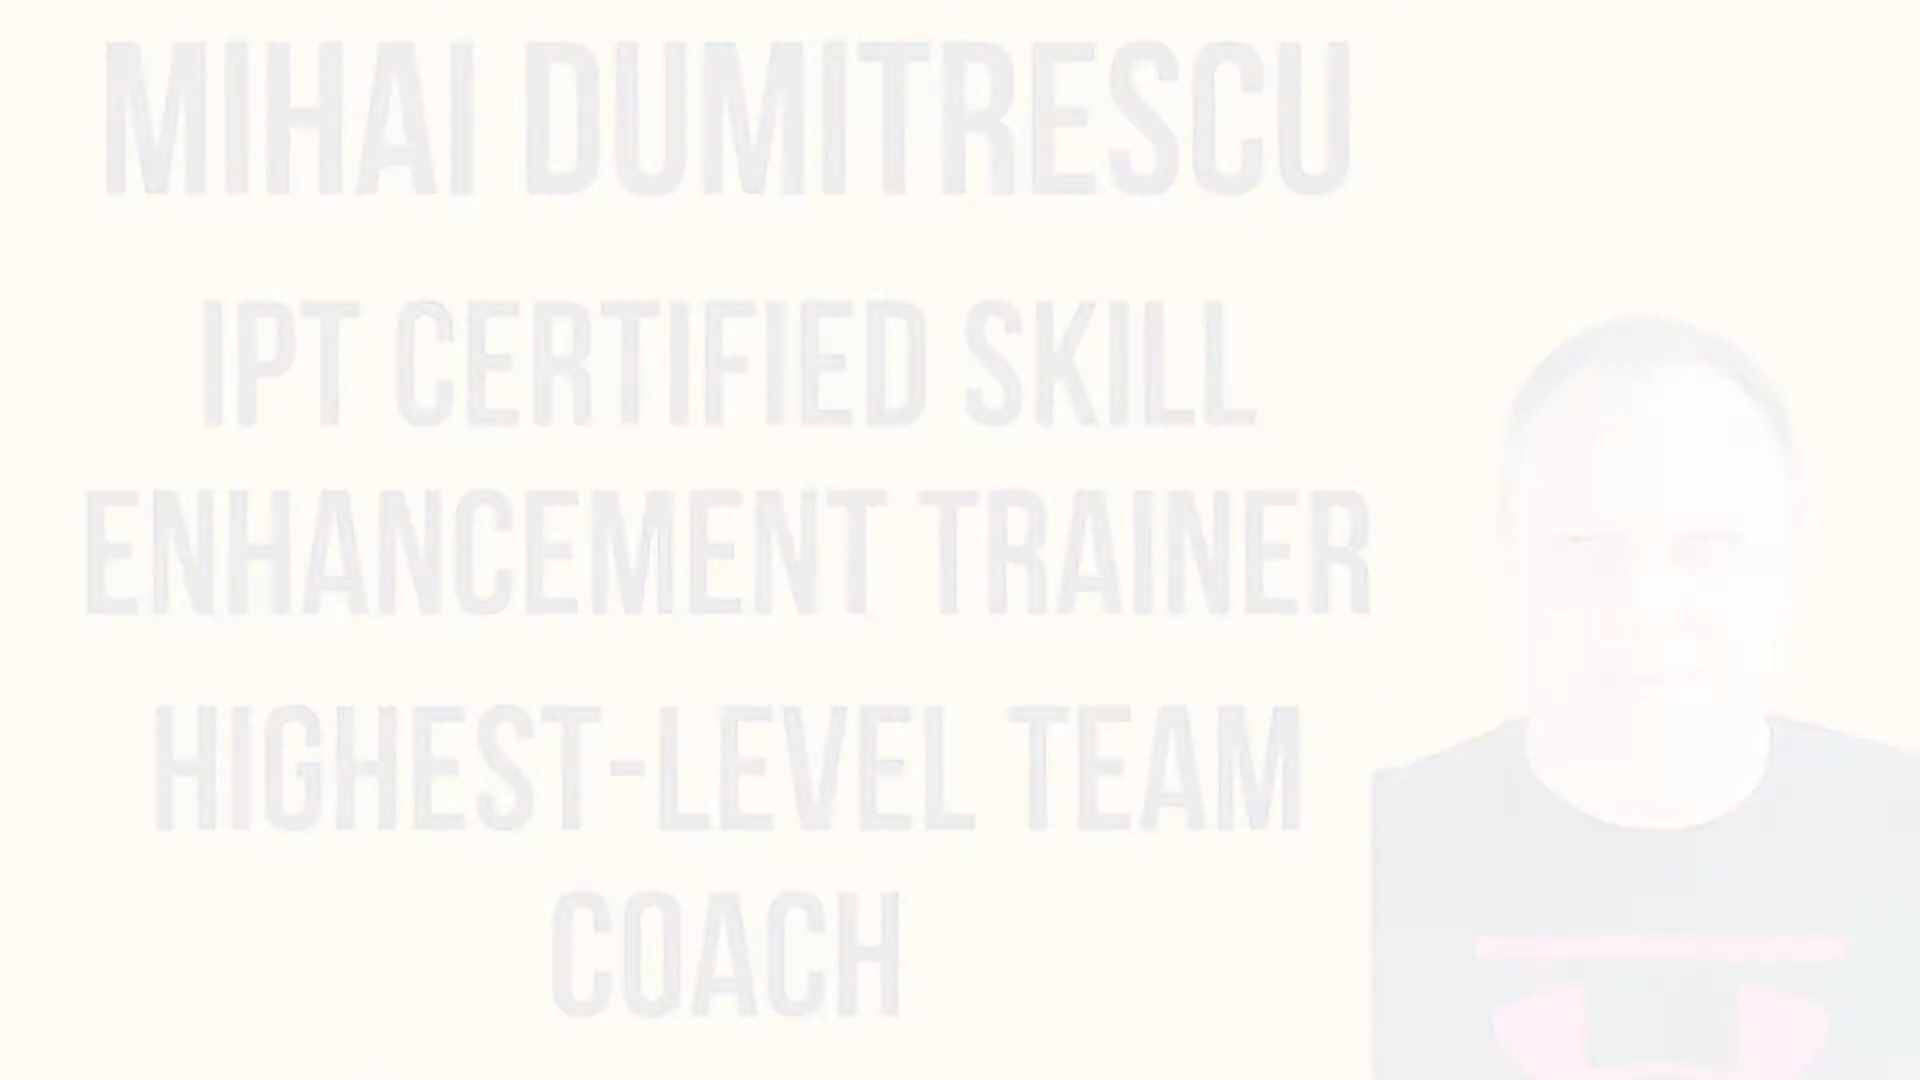 MIHAI DUMITRESCU
IPT CERTIFIED SKILL
ENHANCEMENT TRAINER
HIGHEST-LEVEL TEAM
COACH